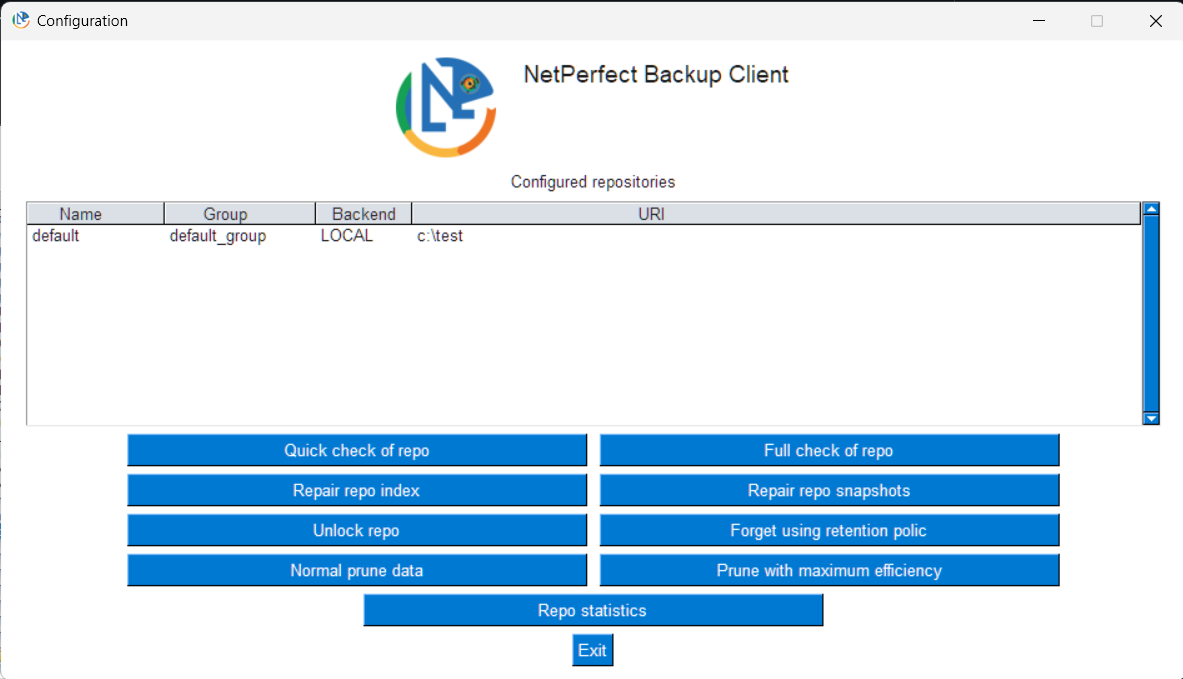 Configuration
NetPerfect Backup Client
Configured repositories
Name Group Backend URI
default default_group LOCAL c:\test
Quick check of repo Full check of repo
Repair repo index Repair repo snapshots
Unlock repo Forget using retention polic
Normal prune data Prune with maximum efficiency
Repo statistics
Exit